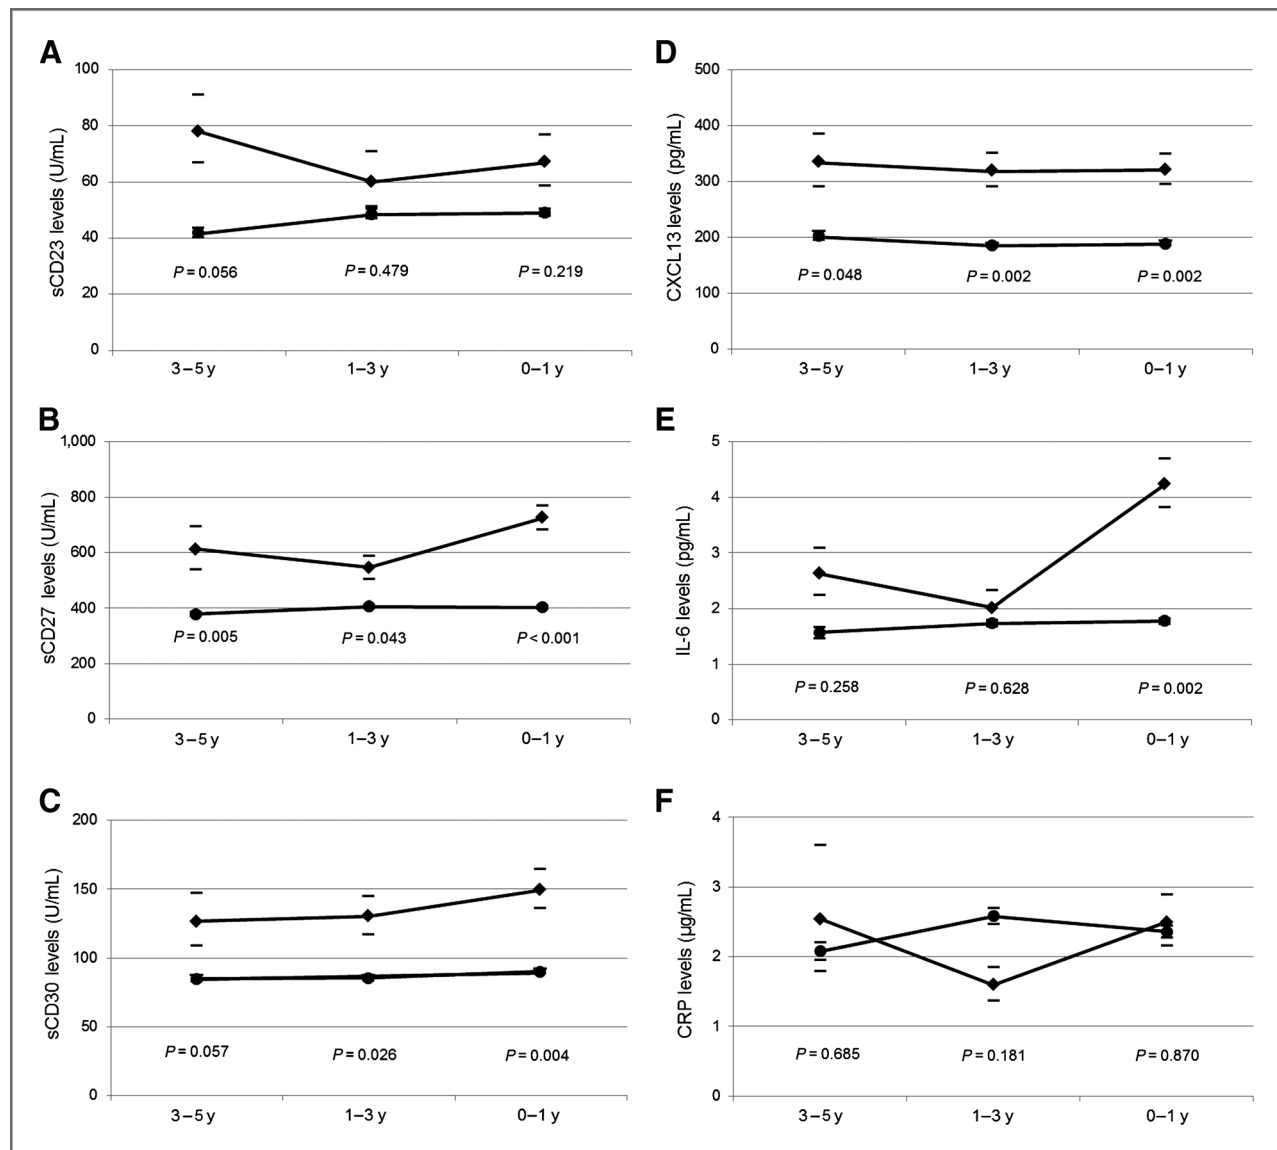 A
sCD23 levels (U/mL)
100
80
60
40
20
0
P = 0.056
P = 0.479
P = 0.219
3–5 y
1–3 y
0–1 y
B
sCD27 levels (U/mL)
1,000
800
600
400
200
0
P = 0.005
P = 0.043
P < 0.001
3–5 y
1–3 y
0–1 y
C
sCD30 levels (U/mL)
200
150
100
50
0
P = 0.057
P = 0.026
P = 0.004
3–5 y
1–3 y
0–1 y
D
CXCL13 levels (pg/mL)
500
400
300
200
100
0
P = 0.048
P = 0.002
P = 0.002
3–5 y
1–3 y
0–1 y
E
IL-6 levels (pg/mL)
5
4
3
2
1
0
P = 0.258
P = 0.628
P = 0.002
3–5 y
1–3 y
0–1 y
F
CRP levels (μg/mL)
4
3
2
1
0
P = 0.685
P = 0.181
P = 0.870
3–5 y
1–3 y
0–1 y